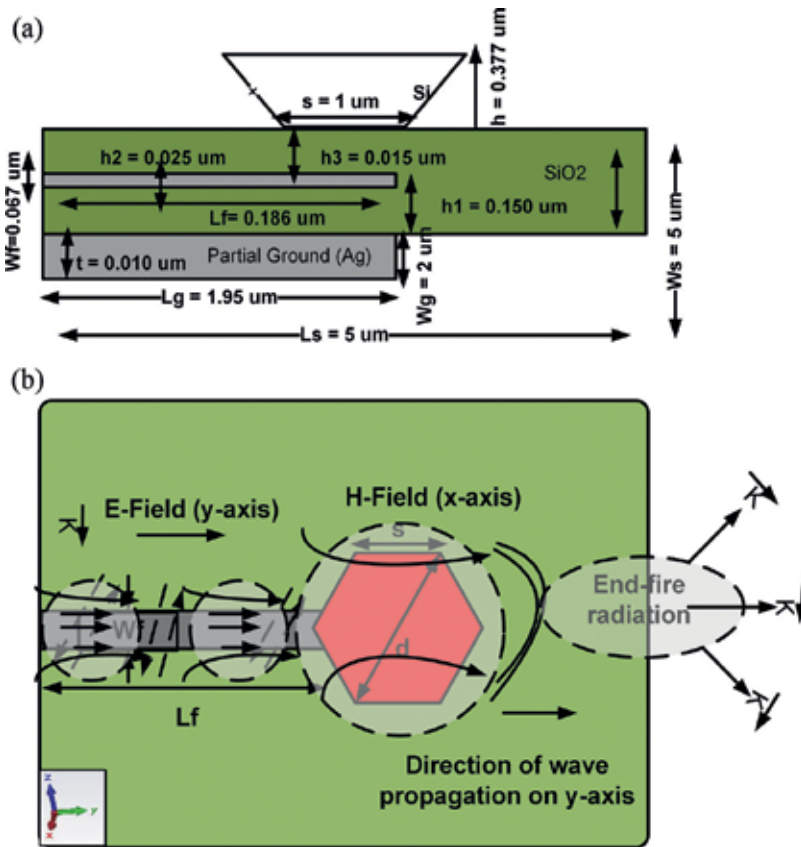 (a)
Si
s = 1 um
h = 0.377 um
h2 = 0.025 um
h3 = 0.015 um
SiO2
Wf=0.067 um
Lf= 0.186 um
h1 = 0.150 um
t = 0.010 um
Partial Ground (Ag)
Wg = 2 um
Ws = 5 um
Lg = 1.95 um
Ls = 5 um
(b)
E-Field (y-axis)
H-Field (x-axis)
K
s
K
End-fire
radiation
K
W
d
K
Lf
Direction of wave
propagation on y-axis
z
y
x